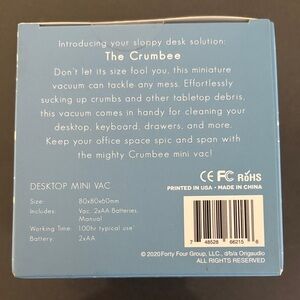 Introducing your sloppy desk solution:
The Crumbee
Don't let its size fool you, this miniature
vacuum can tackle any mess. Effortlessly
sucking up crumbs and other tabletop debris,
this vacuum comes in handy for cleaning your
desktop, keyboard, drawers, and more.
Keep your office space spic and span with
the mighty Crumbee mini vac!
CE FC RoHS
DESKTOP MINI VAC
PRINTED IN USA • MADE IN CHINA
Size: 80x80x60mm
Includes: Vac, 2xAA Batteries,
Manual
Working Time: 100hr typical use
Battery: 2xAA
7 48528 66215 6
©2020 Forty Four Group, LLC., d/b/a Origaudio
ALL RIGHTS RESERVED